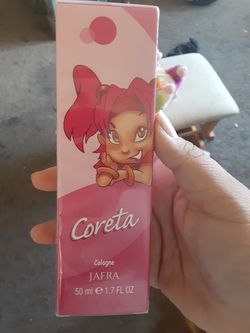 Coreta
Cologne
JAFRA
50 ml e 1.7 FL OZ